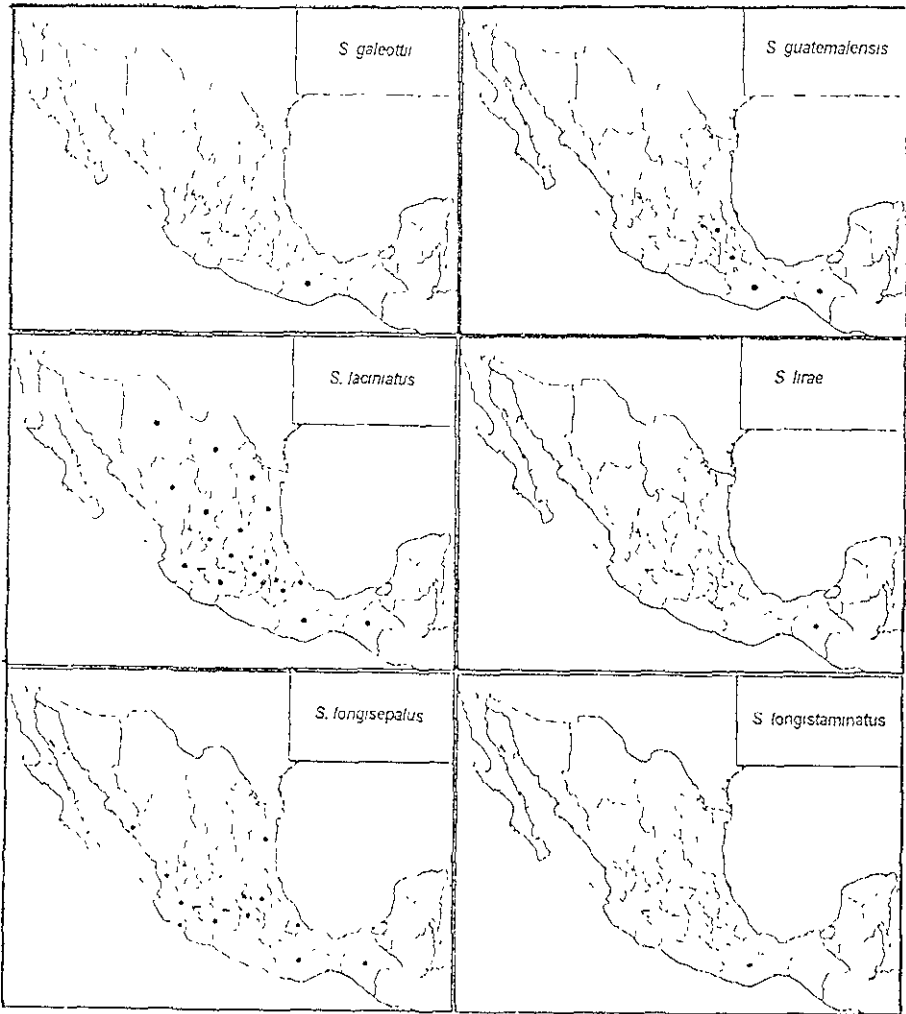 S galeottii
S guatemalensis
S. laciniatus
S lirae
S. longisepalus
S longistaminatus